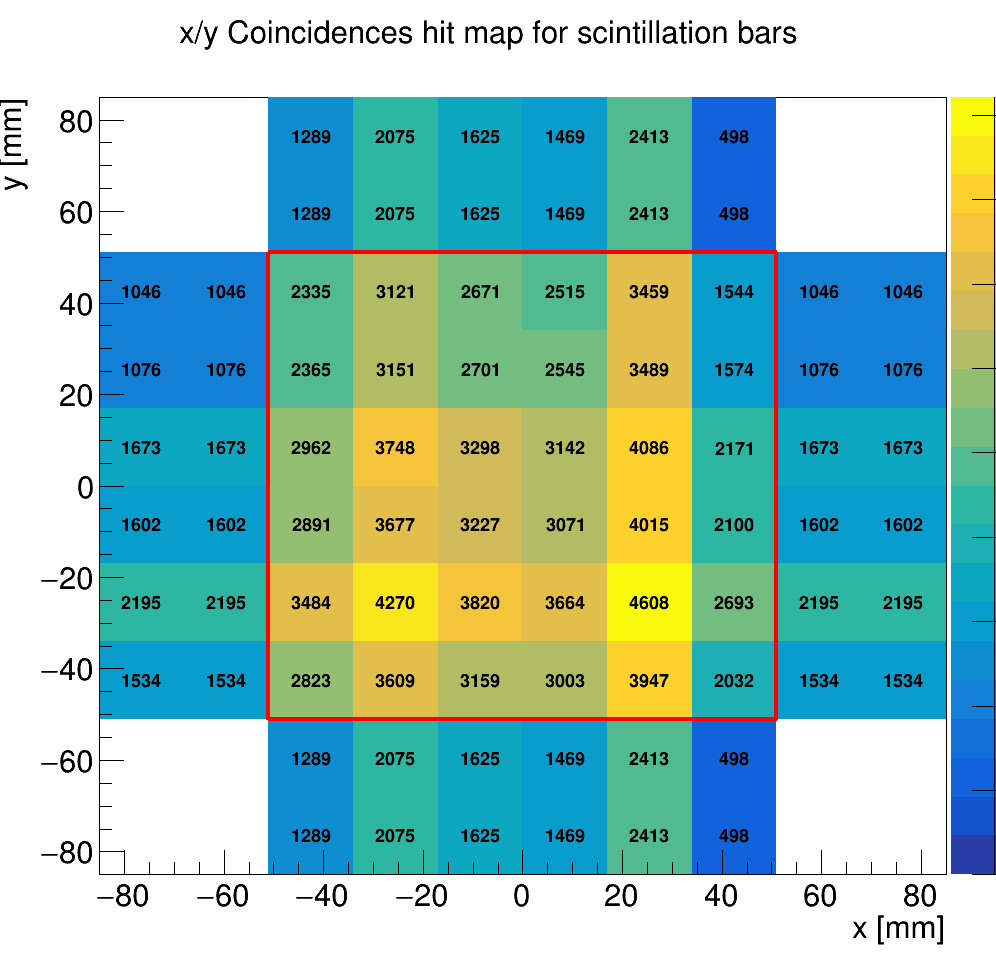 x/y Coincidences hit map for scintillation bars
y [mm]
80
60
40
20
0
−20
−40
−60
−80
1289 2075 1625 1469 2413 498
1289 2075 1625 1469 2413 498
1046 1046 2335 3121 2671 2515 3459 1544 1046 1046
1076 1076 2365 3151 2701 2545 3489 1574 1076 1076
1673 1673 2962 3748 3298 3142 4086 2171 1673 1673
1602 1602 2891 3677 3227 3071 4015 2100 1602 1602
2195 2195 3484 4270 3820 3664 4608 2693 2195 2195
1534 1534 2823 3609 3159 3003 3947 2032 1534 1534
1289 2075 1625 1469 2413 498
1289 2075 1625 1469 2413 498
−80 −60 −40 −20 0 20 40 60 80
x [mm]